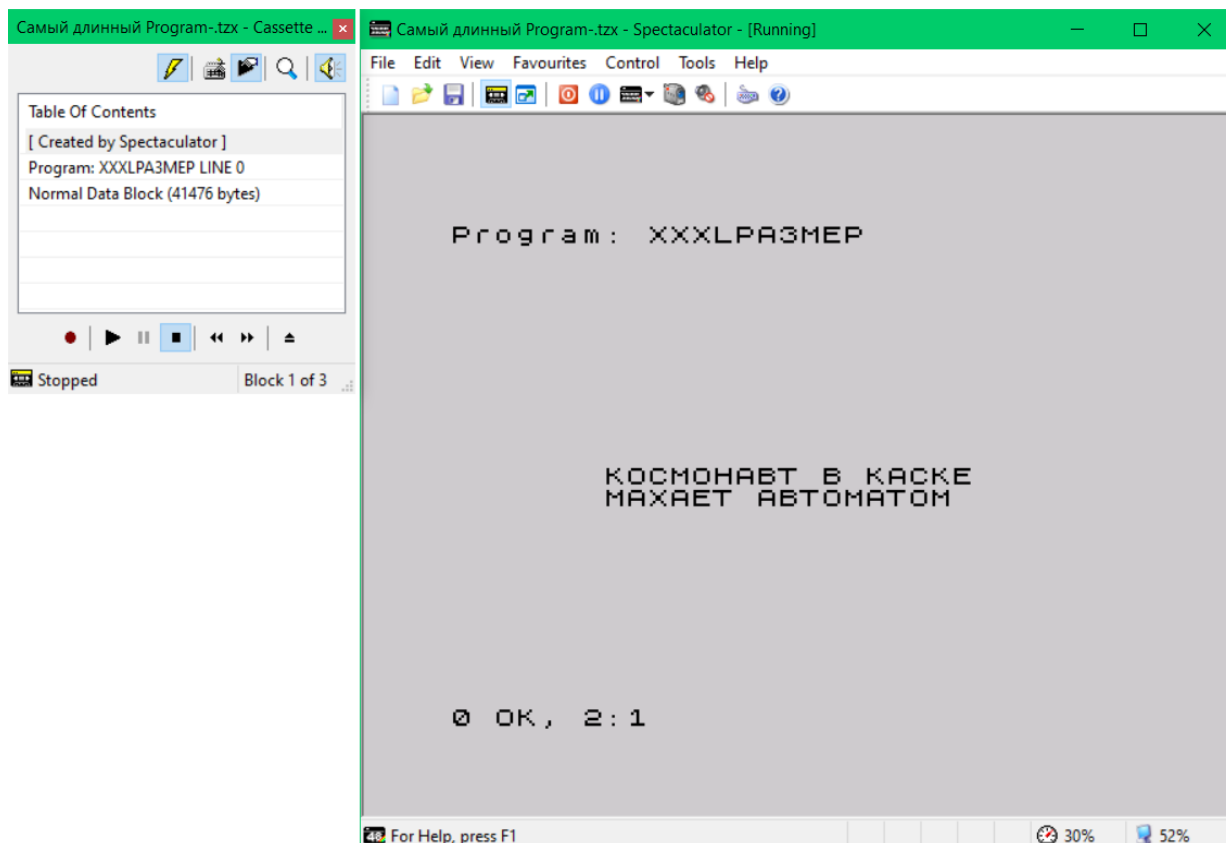 Самый длинный Program-.tzx - Cassette ...
Table Of Contents
[ Created by Spectaculator ]
Program: XXXLPA3MEP LINE 0
Normal Data Block (41476 bytes)
Stopped
Block 1 of 3
Самый длинный Program-.tzx - Spectaculator - [Running]
File Edit View Favourites Control Tools Help
Program: XXXLPA3MEP
КОСМОНАВТ В КАСКЕ
МАХАЕТ АВТОМАТОМ
0 OK, 2:1
48 For Help, press F1
30%
52%